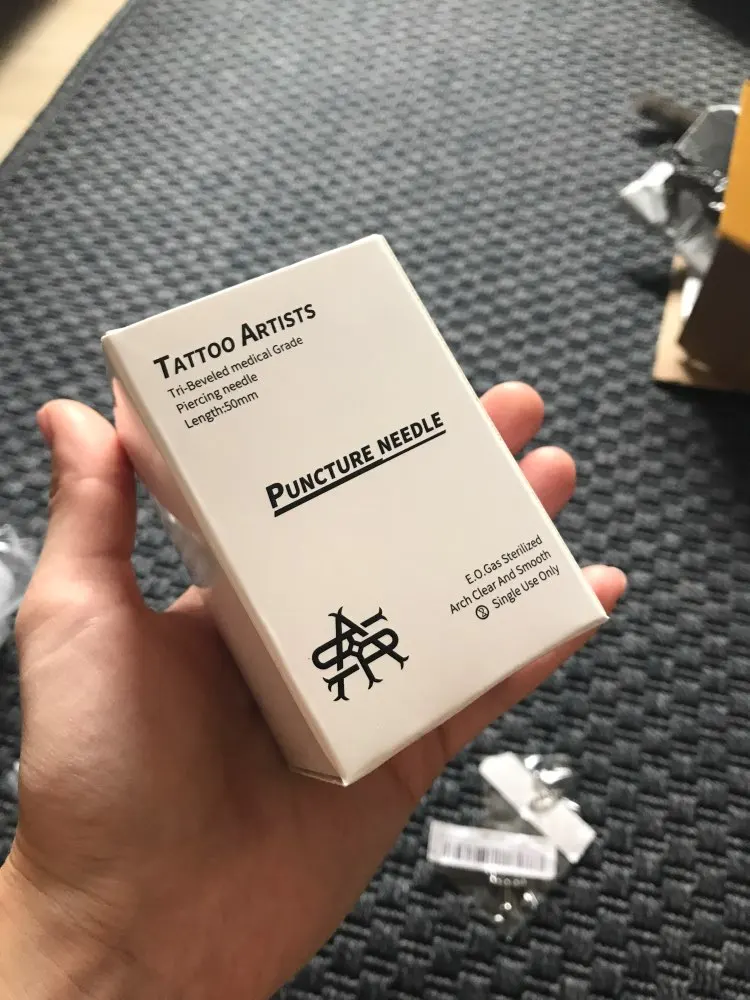 TATTOO ARTISTS
Tri-Beveled medical Grade
Piercing needle
Length:50mm
PUNCTURE NEEDLE
E.O.Gas Sterilized
Arch Clear And Smooth
Single Use Only